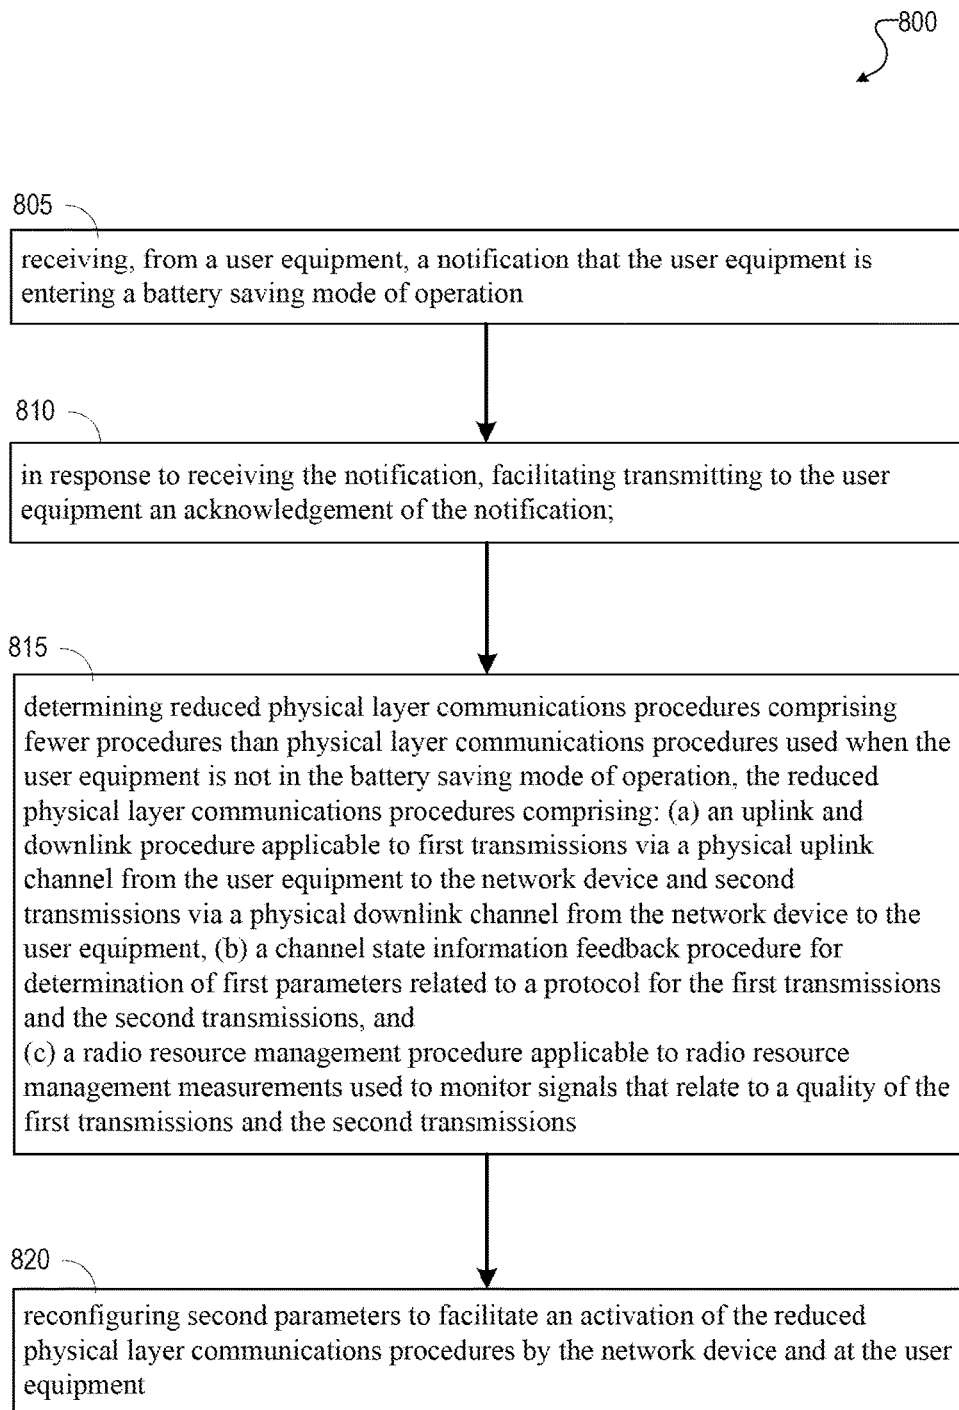 800
805
receiving, from a user equipment, a notification that the user equipment is
entering a battery saving mode of operation
810
in response to receiving the notification, facilitating transmitting to the user
equipment an acknowledgement of the notification;
815
determining reduced physical layer communications procedures comprising
fewer procedures than physical layer communications procedures used when the
user equipment is not in the battery saving mode of operation, the reduced
physical layer communications procedures comprising: (a) an uplink and
downlink procedure applicable to first transmissions via a physical uplink
channel from the user equipment to the network device and second
transmissions via a physical downlink channel from the network device to the
user equipment, (b) a channel state information feedback procedure for
determination of first parameters related to a protocol for the first transmissions
and the second transmissions, and
(c) a radio resource management procedure applicable to radio resource
management measurements used to monitor signals that relate to a quality of the
first transmissions and the second transmissions
820
reconfiguring second parameters to facilitate an activation of the reduced
physical layer communications procedures by the network device and at the user
equipment